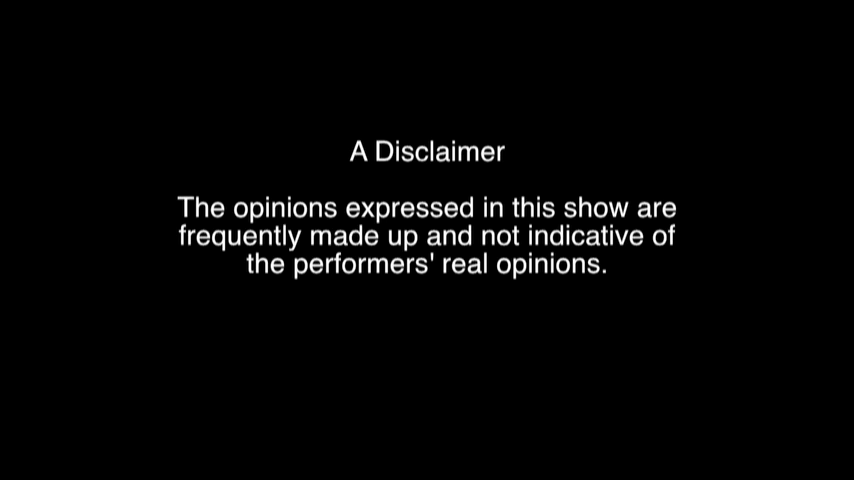 A Disclaimer
The opinions expressed in this show are
frequently made up and not indicative of
the performers' real opinions.